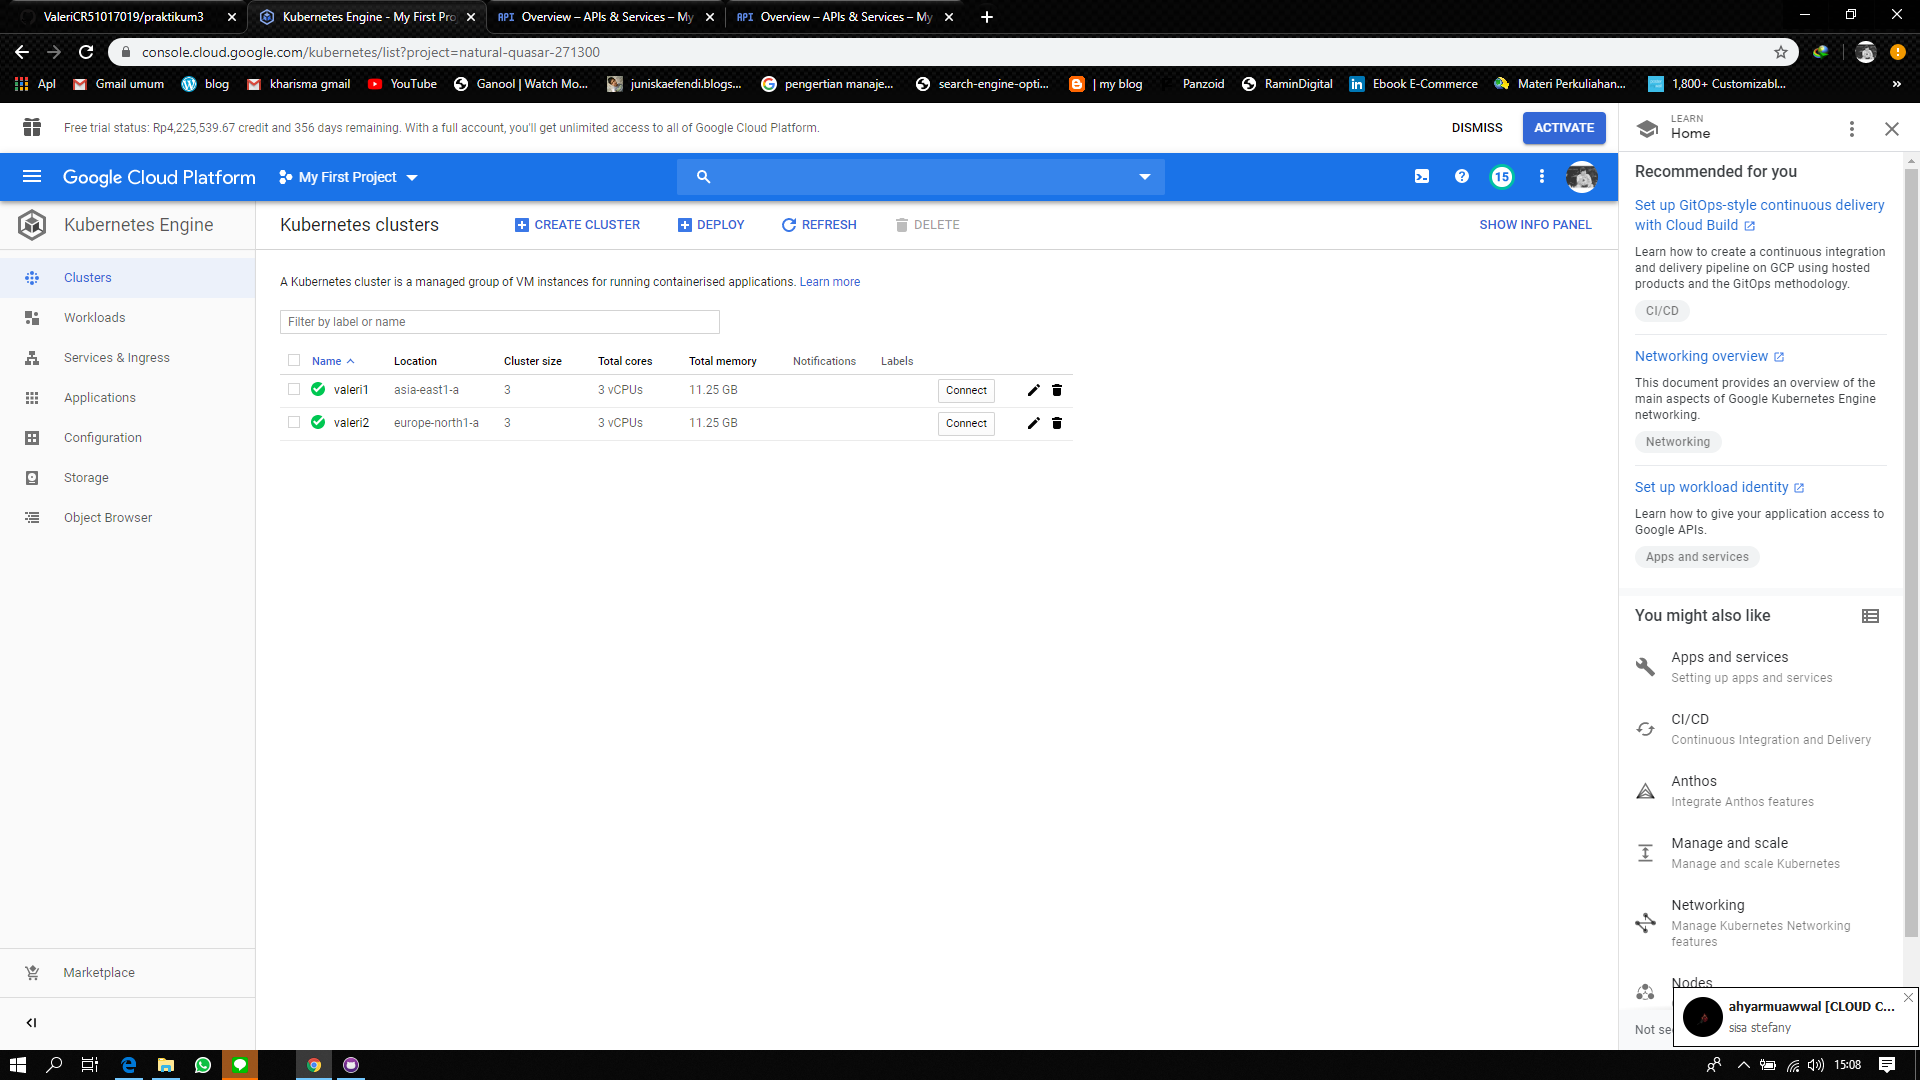 ValeriCR51017019/praktikum3
Kubernetes Engine - My First Pro
Overview – APIs & Services – My
Overview – APIs & Services – My
console.cloud.google.com/kubernetes/list?project=natural-quasar-271300
Apl
Gmail umum
blog
kharisma gmail
YouTube
Ganool | Watch Mo...
juniskaefendi.blogs...
pengertian manaje...
search-engine-opti...
| my blog
Panzoid
RaminDigital
Ebook E-Commerce
Materi Perkuliahan...
1,800+ Customizabl...
»
Free trial status: Rp4,225,539.67 credit and 356 days remaining. With a full account, you'll get unlimited access to all of Google Cloud Platform.
DISMISS
ACTIVATE
Google Cloud Platform
My First Project
15
Kubernetes Engine
Clusters
Workloads
Services & Ingress
Applications
Configuration
Storage
Object Browser
Marketplace
Kubernetes clusters
CREATE CLUSTER
DEPLOY
REFRESH
DELETE
SHOW INFO PANEL
A Kubernetes cluster is a managed group of VM instances for running containerised applications. Learn more
Filter by label or name
Name Location Cluster size Total cores Total memory Notifications Labels
valeri1 asia-east1-a 3 3 vCPUs 11.25 GB Connect
valeri2 europe-north1-a 3 3 vCPUs 11.25 GB Connect
LEARN
Home
Recommended for you
Set up GitOps-style continuous delivery
with Cloud Build
Learn how to create a continuous integration
and delivery pipeline on GCP using hosted
products and the GitOps methodology.
CI/CD
Networking overview
This document provides an overview of the
main aspects of Google Kubernetes Engine
networking.
Networking
Set up workload identity
Learn how to give your application access to
Google APIs.
Apps and services
You might also like
Apps and services
Setting up apps and services
CI/CD
Continuous Integration and Delivery
Anthos
Integrate Anthos features
Manage and scale
Manage and scale Kubernetes
Networking
Manage Kubernetes Networking
features
Nodes
Not se
ahyarmuawwal [CLOUD C...
sisa stefany
15:08